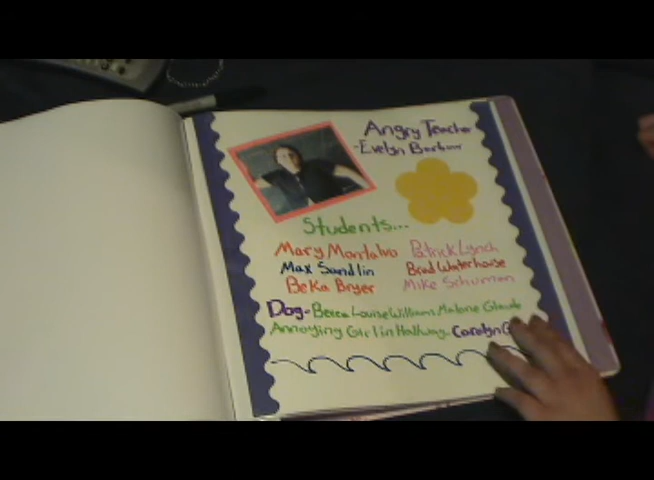 Angry Teacher
-Evelyn Barbow
Students...
Mary Montalvo Patrick Lynch
Max Sandlin Brad Waterhouse
Beka Bryer Mike Schuman
Dog- Becca Louise Williams Malone Glaude
Annoying Girl in Hallway- Carolyn